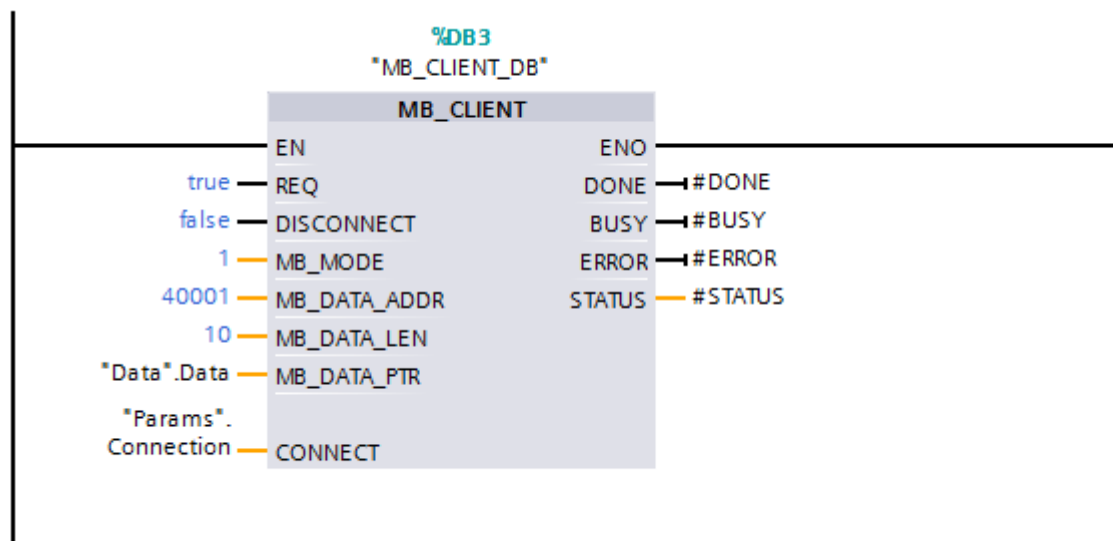 %DB3
"MB_CLIENT_DB"
MB_CLIENT
EN ENO
true REQ DONE #DONE
false DISCONNECT BUSY #BUSY
1 MB_MODE ERROR #ERROR
40001 MB_DATA_ADDR STATUS #STATUS
10 MB_DATA_LEN
"Data".Data MB_DATA_PTR
"Params".
Connection CONNECT